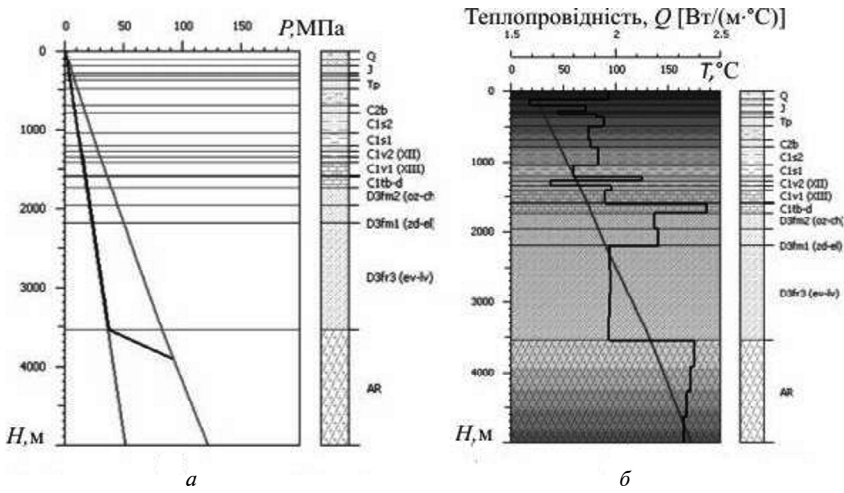 P, МПа
0 50 100 150
0
1000
2000
3000
4000
H, м
Q
J
Tp
C2b
C1s2
C1s1
C1v2 (XII)
C1v1 (XIII)
C1tb-d
D3fm2 (oz-ch
D3fm1 (zd-el)
D3fr3 (ev-lv)
AR
а
Теплопровідність, Q [Вт/(м·°C)]
1.5 2 2.5
0 50 100 150
T, °C
0
1000
2000
3000
4000
H, м
Q
J
Tp
C2b
C1s2
C1s1
C1v2 (XII)
C1v1 (XIII)
C1tb-d
D3fm2 (oz-ch)
D3fm1 (zd-el)
D3fr3 (ev-lv)
AR
б